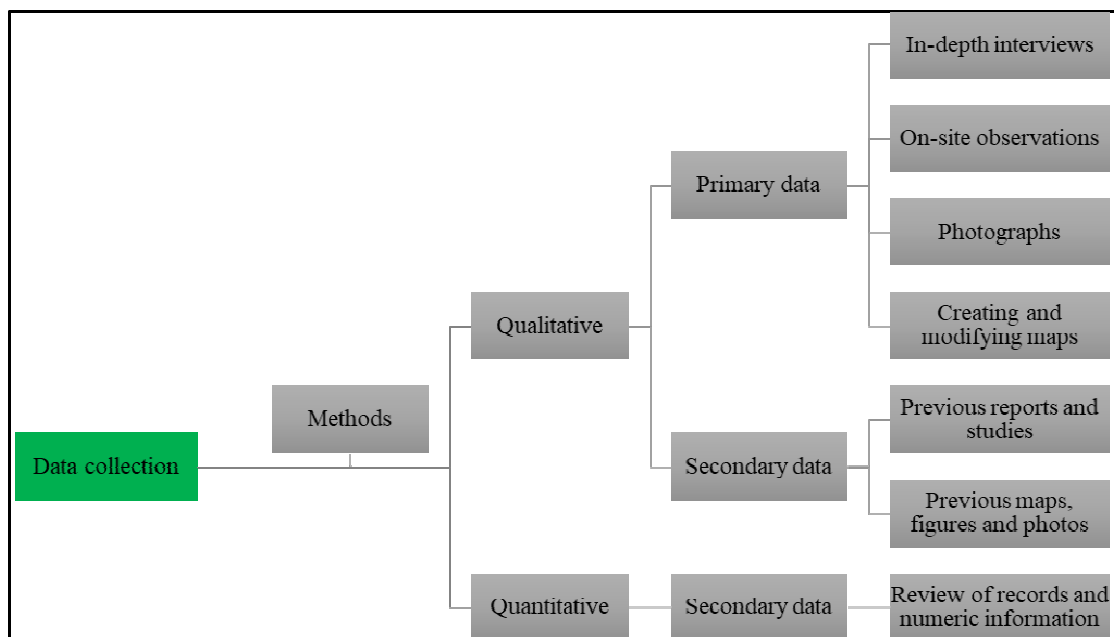 Data collection
Methods
Qualitative
Primary data
In-depth interviews
On-site observations
Photographs
Creating and
modifying maps
Secondary data
Previous reports and
studies
Previous maps,
figures and photos
Quantitative
Secondary data
Review of records and
numeric information